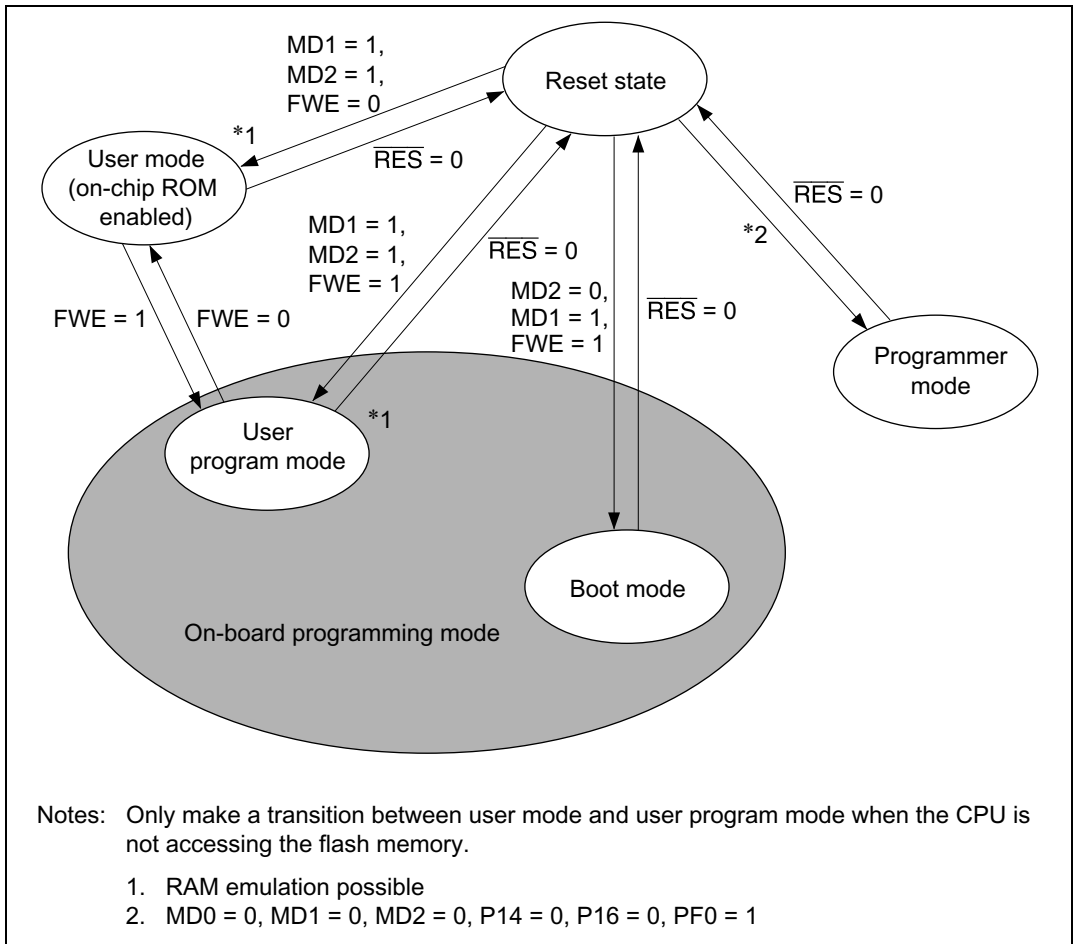 MD1 = 1,
MD2 = 1,
FWE = 0
Reset state
*1
R̅E̅S̅ = 0
User mode
(on-chip ROM
enabled)
R̅E̅S̅ = 0
MD1 = 1,
MD2 = 1,
FWE = 1
*2
R̅E̅S̅ = 0
MD2 = 0,
MD1 = 1,
FWE = 1
R̅E̅S̅ = 0
FWE = 1
FWE = 0
Programmer
mode
User
program mode
*1
Boot mode
On-board programming mode
Notes: Only make a transition between user mode and user program mode when the CPU is
not accessing the flash memory.
1. RAM emulation possible
2. MD0 = 0, MD1 = 0, MD2 = 0, P14 = 0, P16 = 0, PF0 = 1